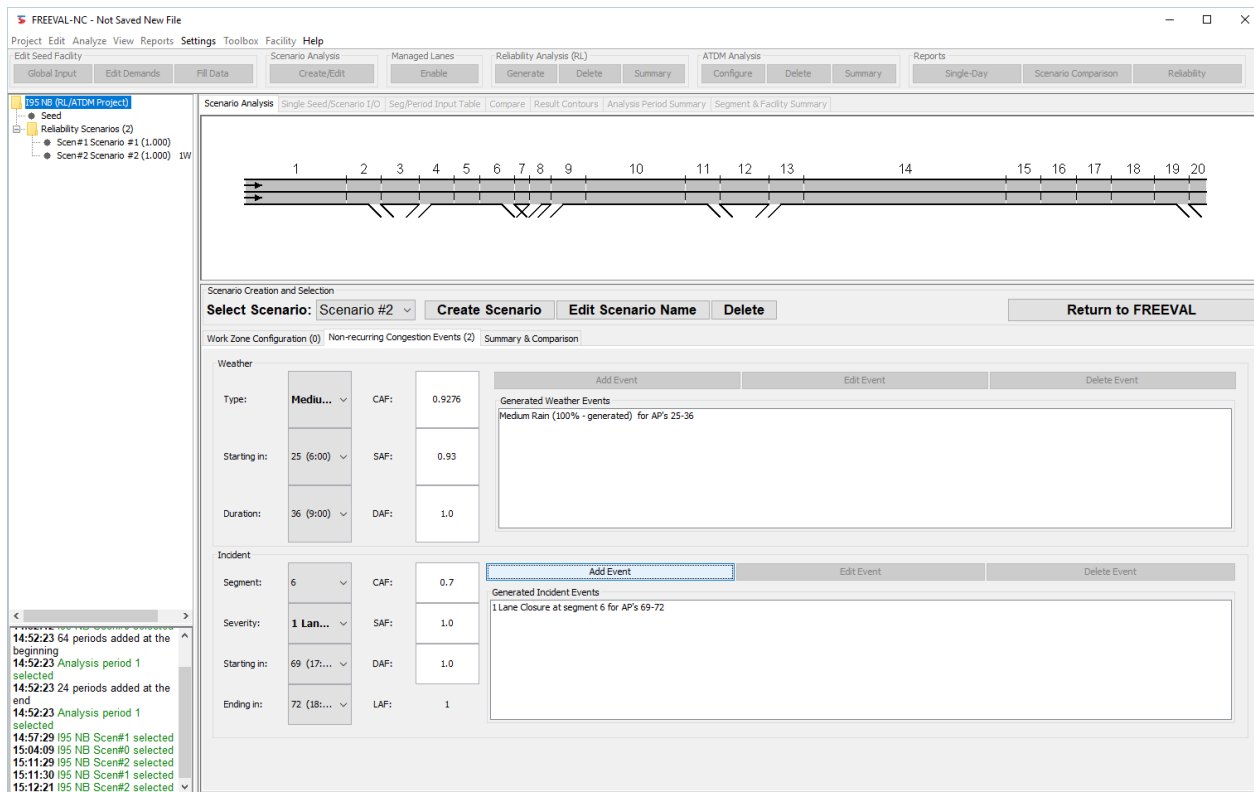 FREEVAL-NC - Not Saved New File
Project Edit Analyze View Reports Settings Toolbox Facility Help
Edit Seed Facility Scenario Analysis Managed Lanes Reliability Analysis (RL) ATDM Analysis Reports
Global Input Edit Demands Fill Data Create/Edit Enable Generate Delete Summary Configure Delete Summary Single-Day Scenario Comparison Reliability
I95 NB (RL/ATDM Project)
Seed
Reliability Scenarios (2)
Scen#1 Scenario #1 (1.000)
Scen#2 Scenario #2 (1.000) 1W
Scenario Analysis Single Seed/Scenario I/O Seg/Period Input Table Compare Result Contours Analysis Period Summary Segment & Facility Summary
1 2 3 4 5 6 7 8 9 10 11 12 13 14 15 16 17 18 19 20
Scenario Creation and Selection
Select Scenario: Scenario #2 Create Scenario Edit Scenario Name Delete Return to FREEVAL
Work Zone Configuration (0) Non-recurring Congestion Events (2) Summary & Comparison
Weather
Type: Mediu... CAF: 0.9276
Starting in: 25 (6:00) SAF: 0.93
Duration: 36 (9:00) DAF: 1.0
Add Event Edit Event Delete Event
Generated Weather Events
Medium Rain (100% - generated) for AP's 25-36
Incident
Segment: 6 CAF: 0.7
Severity: 1 Lan... SAF: 1.0
Starting in: 69 (17:... DAF: 1.0
Ending in: 72 (18:... LAF: 1
Add Event Edit Event Delete Event
Generated Incident Events
1 Lane Closure at segment 6 for AP's 69-72
14:52:23 64 periods added at the
beginning
14:52:23 Analysis period 1
selected
14:52:23 24 periods added at the
end
14:52:23 Analysis period 1
selected
14:57:29 I95 NB Scen#1 selected
15:04:09 I95 NB Scen#0 selected
15:11:29 I95 NB Scen#2 selected
15:11:30 I95 NB Scen#1 selected
15:12:21 I95 NB Scen#2 selected